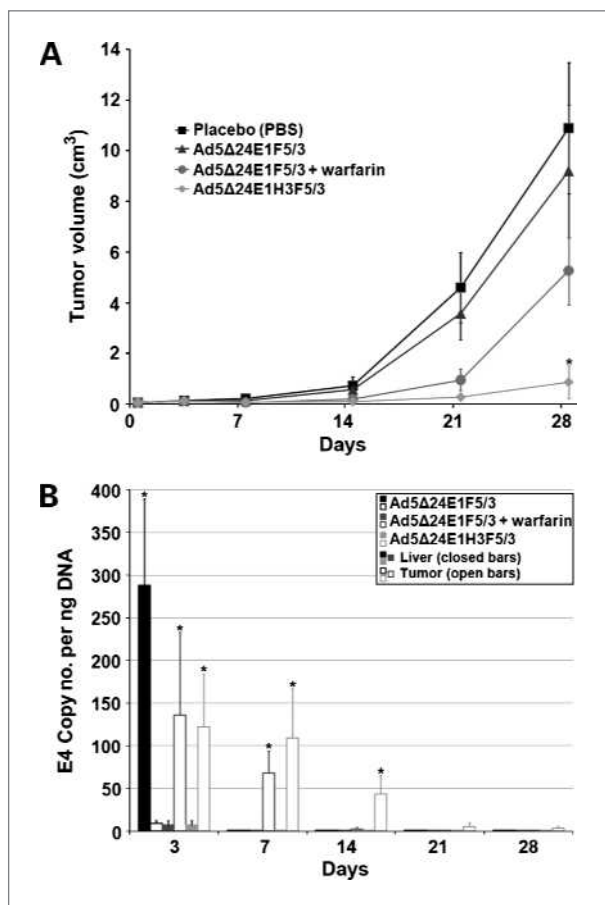 A
14
12
10
8
6
4
2
0
Tumor volume (cm³)
Placebo (PBS)
Ad5Δ24E1F5/3
Ad5Δ24E1F5/3 + warfarin
Ad5Δ24E1H3F5/3
*
0 7 14 21 28
Days
B
400
350
300
250
200
150
100
50
0
E4 Copy no. per ng DNA
Ad5Δ24E1F5/3
Ad5Δ24E1F5/3 + warfarin
Ad5Δ24E1H3F5/3
Liver (closed bars)
Tumor (open bars)
* * * * * *
3 7 14 21 28
Days